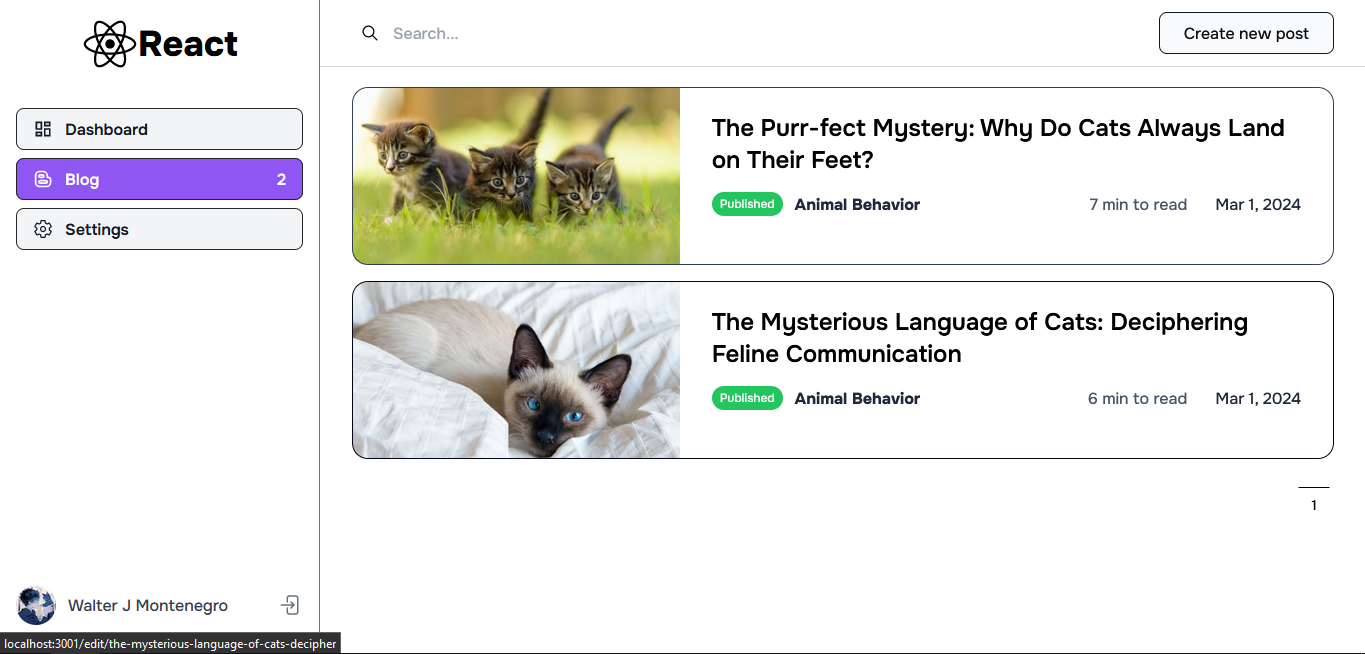 React
Search...
Create new post
Dashboard
Blog 2
Settings
The Purr-fect Mystery: Why Do Cats Always Land
on Their Feet?
Published Animal Behavior 7 min to read Mar 1, 2024
The Mysterious Language of Cats: Deciphering
Feline Communication
Published Animal Behavior 6 min to read Mar 1, 2024
1
Walter J Montenegro
localhost:3001/edit/the-mysterious-language-of-cats-decipher